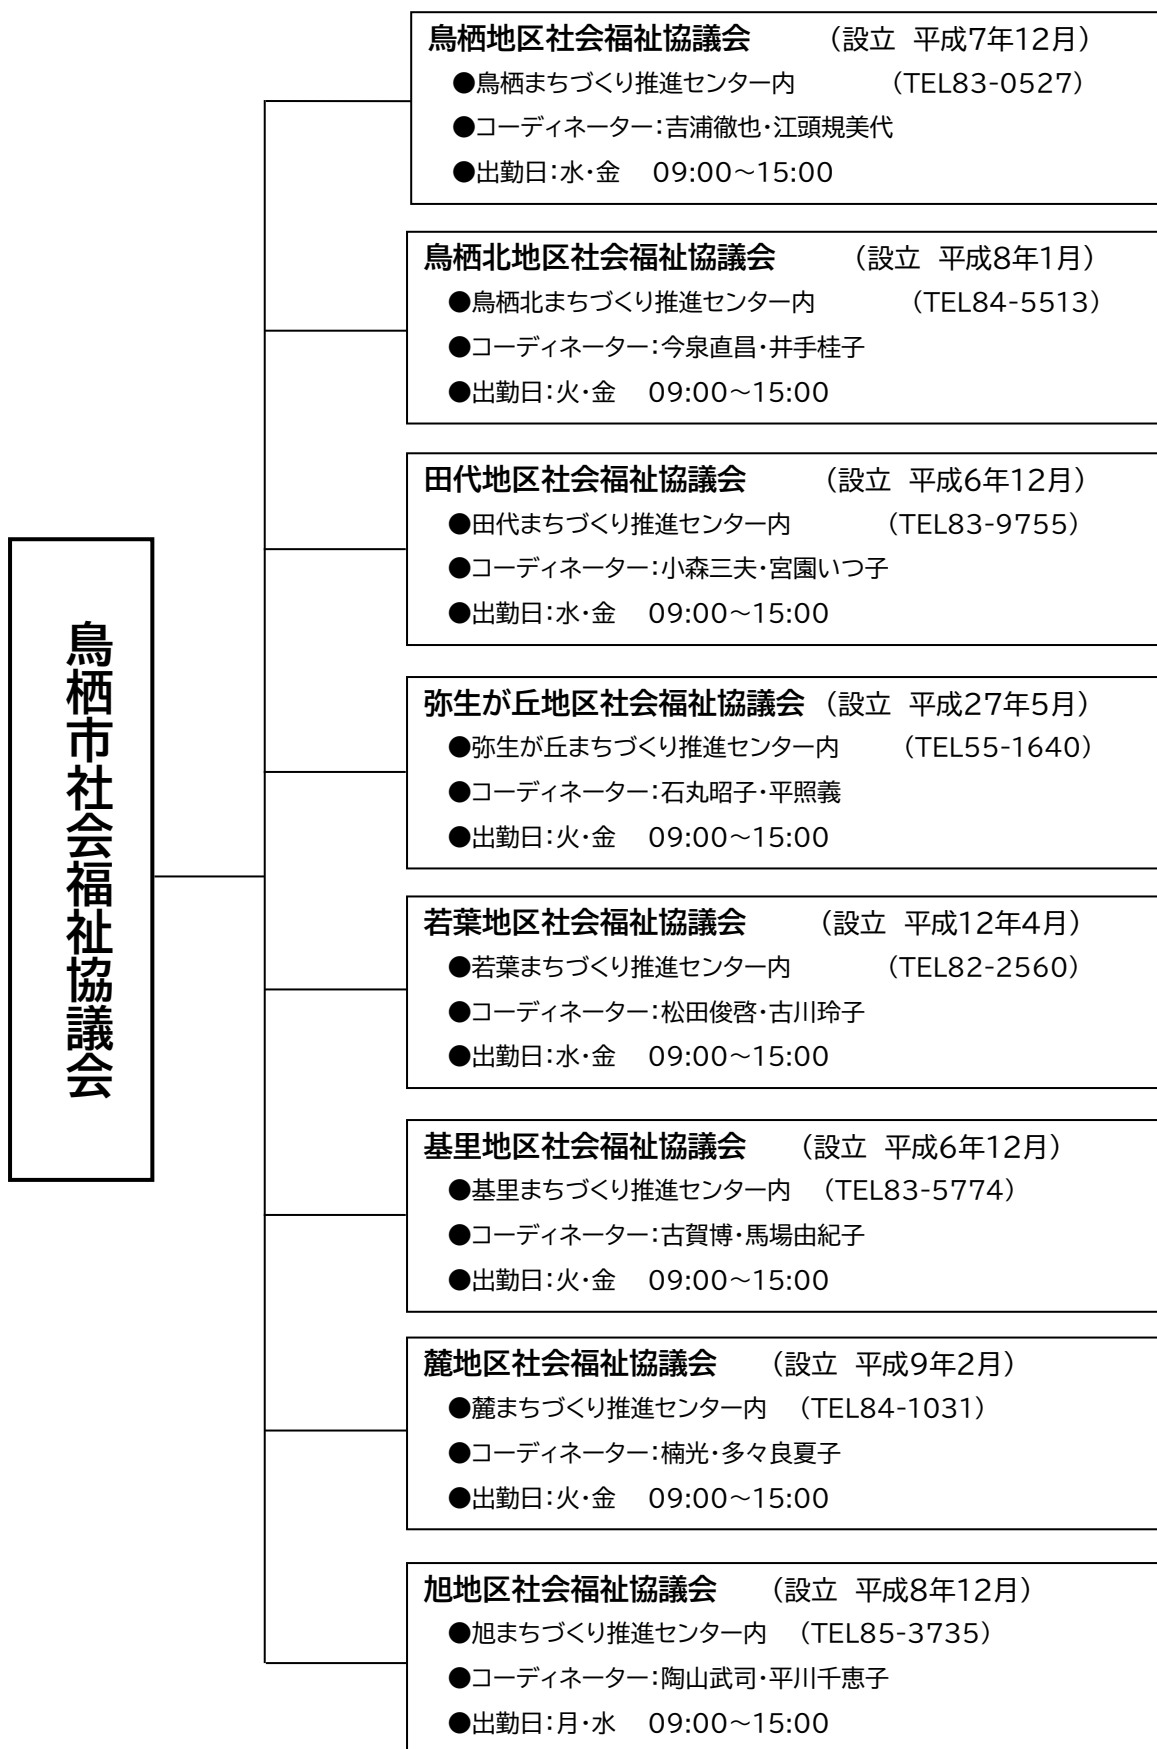 鳥栖市社会福祉協議会
鳥栖地区社会福祉協議会 （設立 平成7年12月）
●鳥栖まちづくり推進センター内 （TEL83-0527）
●コーディネーター：吉浦徹也・江頭規美代
●出勤日：水・金 09:00～15:00
鳥栖北地区社会福祉協議会 （設立 平成8年1月）
●鳥栖北まちづくり推進センター内 （TEL84-5513）
●コーディネーター：今泉直昌・井手桂子
●出勤日：火・金 09:00～15:00
田代地区社会福祉協議会 （設立 平成6年12月）
●田代まちづくり推進センター内 （TEL83-9755）
●コーディネーター：小森三夫・宮園いつ子
●出勤日：水・金 09:00～15:00
弥生が丘地区社会福祉協議会 （設立 平成27年5月）
●弥生が丘まちづくり推進センター内 （TEL55-1640）
●コーディネーター：石丸昭子・平照義
●出勤日：火・金 09:00～15:00
若葉地区社会福祉協議会 （設立 平成12年4月）
●若葉まちづくり推進センター内 （TEL82-2560）
●コーディネーター：松田俊啓・古川玲子
●出勤日：水・金 09:00～15:00
基里地区社会福祉協議会 （設立 平成6年12月）
●基里まちづくり推進センター内 （TEL83-5774）
●コーディネーター：古賀博・馬場由紀子
●出勤日：火・金 09:00～15:00
麓地区社会福祉協議会 （設立 平成9年2月）
●麓まちづくり推進センター内 （TEL84-1031）
●コーディネーター：楠光・多々良夏子
●出勤日：火・金 09:00～15:00
旭地区社会福祉協議会 （設立 平成8年12月）
●旭まちづくり推進センター内 （TEL85-3735）
●コーディネーター：陶山武司・平川千恵子
●出勤日：月・水 09:00～15:00